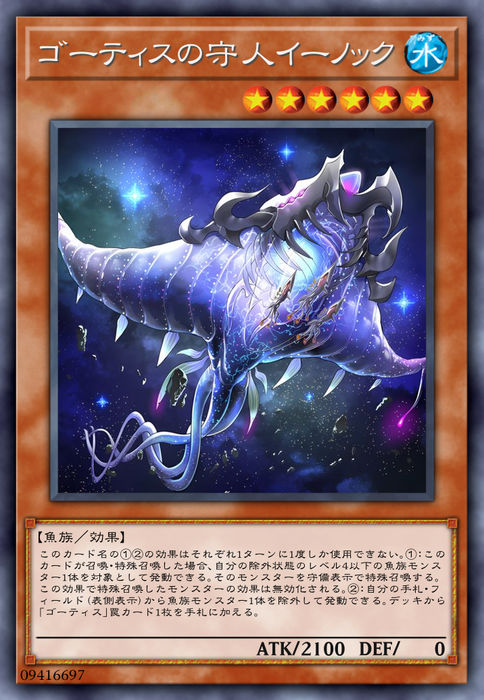 ゴーティスの守人イーノック
みず
水
【魚族／効果】
このカード名の①②の効果はそれぞれ1ターンに1度しか使用できない。①:この
カードが召喚・特殊召喚した場合、自分の除外状態のレベル4以下の魚族モンス
ター1体を対象として発動できる。そのモンスターを守備表示で特殊召喚する。
この効果で特殊召喚したモンスターの効果は無効化される。②:自分の手札・フィ
ールド(表側表示)から魚族モンスター1体を除外して発動できる。デッキから
「ゴーティス」罠カード1枚を手札に加える。
ATK/2100 DEF/ 0
09416697